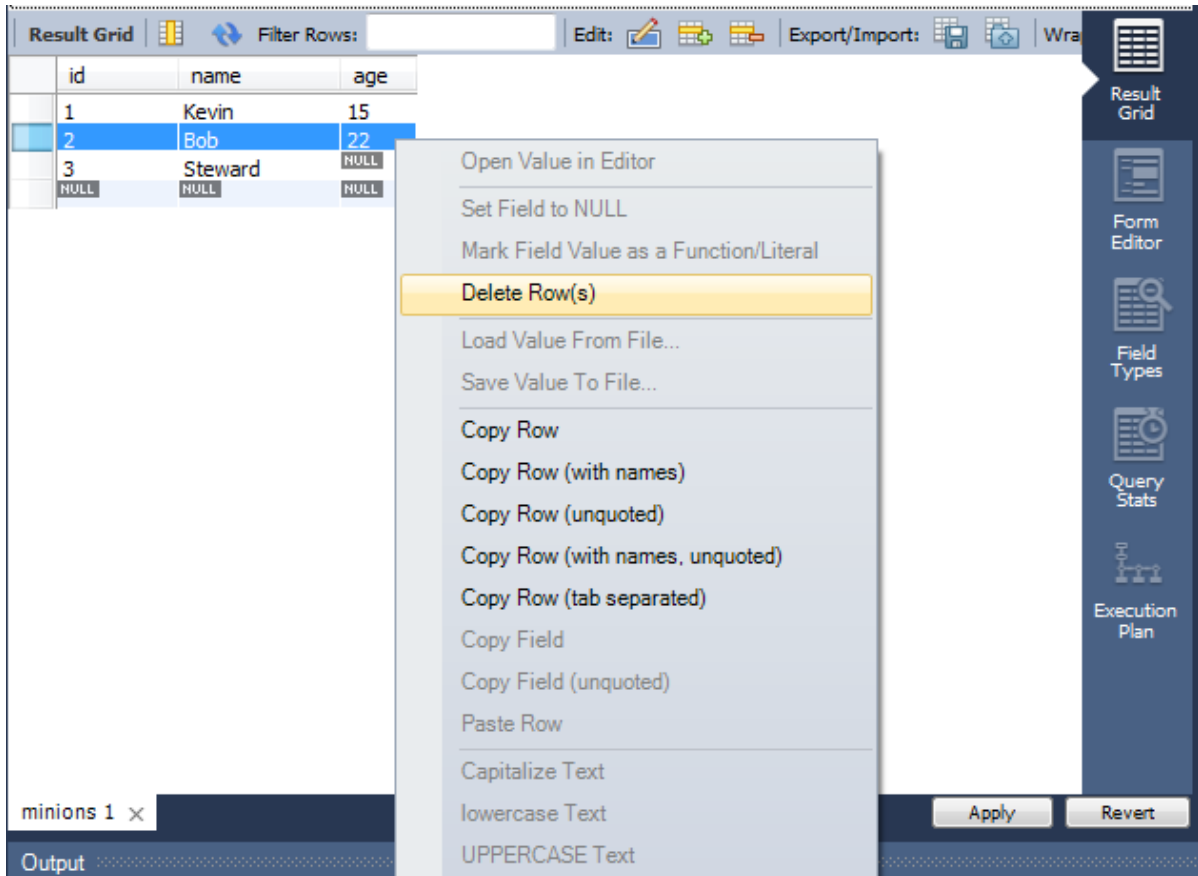 Result Grid Filter Rows: Edit: Export/Import: Wra
id name age
1 Kevin 15
2 Bob 22
3 Steward NULL
NULL NULL NULL
Open Value in Editor
Set Field to NULL
Mark Field Value as a Function/Literal
Delete Row(s)
Load Value From File...
Save Value To File...
Copy Row
Copy Row (with names)
Copy Row (unquoted)
Copy Row (with names, unquoted)
Copy Row (tab separated)
Copy Field
Copy Field (unquoted)
Paste Row
Capitalize Text
lowercase Text
UPPERCASE Text
Result
Grid
Form
Editor
Field
Types
Query
Stats
Execution
Plan
minions 1 Apply Revert
Output